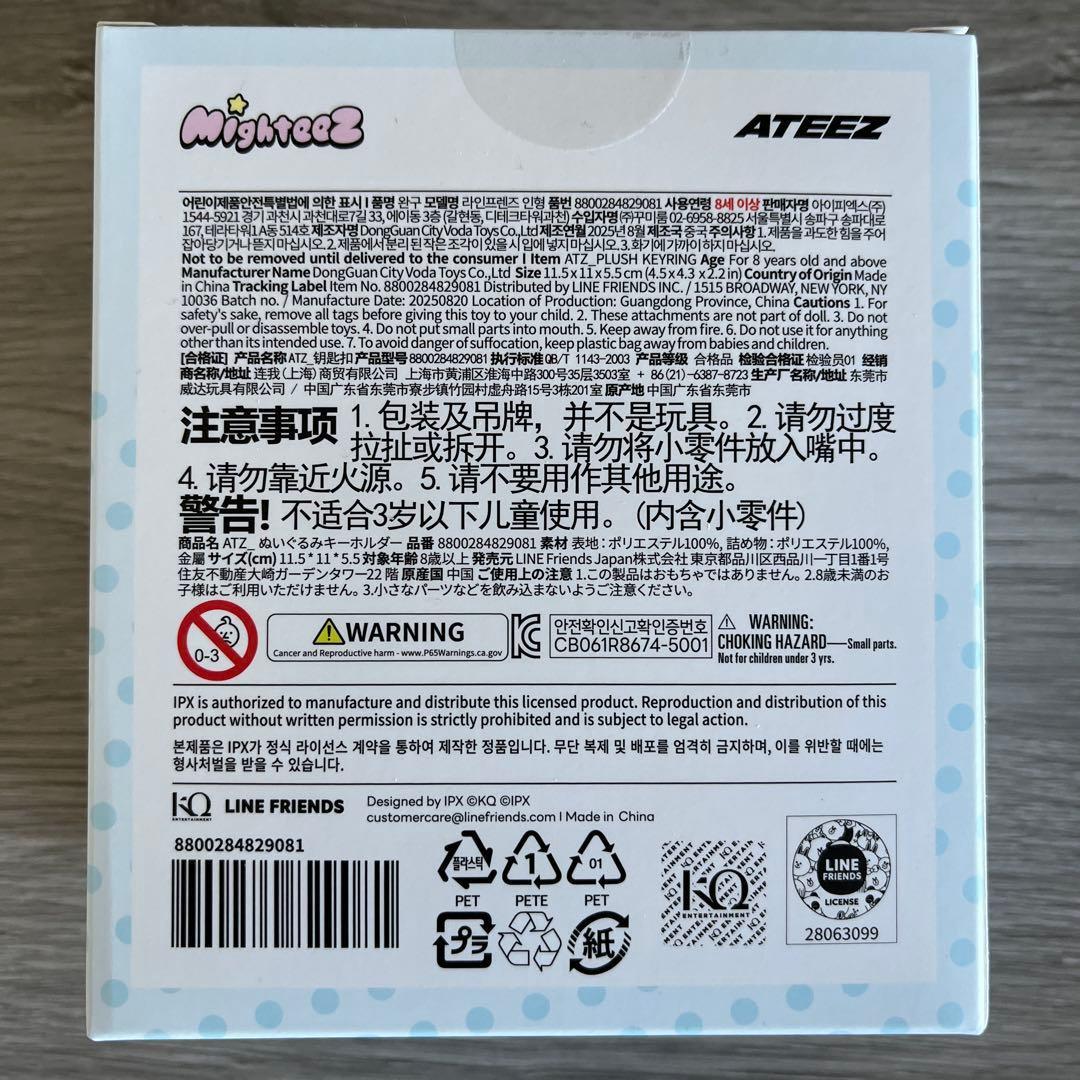 MighteeZ
ATEEZ
어린이제품안전특별법에 의한 표시 I 품명 완구 모델명 라인프렌즈 인형 품번 8800284829081 사용연령 8세 이상 판매자명 아이피엑스(주)
1544-5921 경기 과천시 과천대로7길 33, 에이동 3층 (갈현동, 디테크타워과천) 수입자명 (주)꾸미룸 02-6958-8825 서울특별시 송파구 송파대로
167, 테라타워1 A동 514호 제조자명 DongGuan City Voda Toys Co.,Ltd 제조연월 2025년 8월 제조국 중국 주의사항 1. 제품을 과도한 힘을 주어
잡아당기거나 뜯지 마십시오. 2. 제품에서 분리 된 작은 조각이 있을 시 입에 넣지 마십시오. 3. 화기에 가까이 하지 마십시오.
Not to be removed until delivered to the consumer I Item ATZ_PLUSH KEYRING Age For 8 years old and above
Manufacturer Name DongGuan City Voda Toys Co.,Ltd Size 11.5 x 11 x 5.5 cm (4.5 x 4.3 x 2.2 in) Country of Origin Made
in China Tracking Label Item No. 8800284829081 Distributed by LINE FRIENDS INC. / 1515 BROADWAY, NEW YORK, NY
10036 Batch no. / Manufacture Date: 20250820 Location of Production: Guangdong Province, China Cautions 1. For
safety's sake, remove all tags before giving this toy to your child. 2. These attachments are not part of doll. 3. Do not
over-pull or disassemble toys. 4. Do not put small parts into mouth. 5. Keep away from fire. 6. Do not use it for anything
other than its intended use. 7. To avoid danger of suffocation, keep plastic bag away from babies and children.
[合格证] 产品名称 ATZ_钥匙扣 产品型号 8800284829081 执行标准 QB/T 1143-2003 产品等级 合格品 检验合格证 检验员01 经销
商名称/地址 连我(上海)商贸有限公司 / 上海市黄浦区淮海中路300号35层3503室 + 86(21)-6387-8723 生产厂名称/地址 东莞市
威达玩具有限公司 / 中国广东省东莞市寮步镇竹园村虚舟路15号3栋201室 原产地 中国广东省东莞市
注意事项 1. 包装及吊牌，并不是玩具。2. 请勿过度
拉扯或拆开。3. 请勿将小零件放入嘴中。
4. 请勿靠近火源。5. 请不要用作其他用途。
警告! 不适合3岁以下儿童使用。(内含小零件)
商品名 ATZ_ ぬいぐるみキーホルダー 品番 8800284829081 素材 表地 : ポリエステル100%, 詰め物 : ポリエステル100%,
金属 サイズ(cm) 11.5 * 11 * 5.5 対象年齢 8歳以上 発売元 LINE Friends Japan株式会社 東京都品川区西品川一丁目1番1号
住友不動産大崎ガーデンタワー22 階 原産国 中国 ご使用上の注意 1.この製品はおもちゃではありません。2.8歳未満のお
子様はご利用いただけません。3.小さなパーツなどを飲み込まないようご注意ください。
0-3
WARNING
Cancer and Reproductive harm - www.P65Warnings.ca.gov
안전확인신고확인증번호
CB061R8674-5001
WARNING:
CHOKING HAZARD—Small parts.
Not for children under 3 yrs.
IPX is authorized to manufacture and distribute this licensed product. Reproduction and distribution of this
product without written permission is strictly prohibited and is subject to legal action.
본제품은 IPX가 정식 라이선스 계약을 통하여 제작한 정품입니다. 무단 복제 및 배포를 엄격히 금지하며, 이를 위반할 때에는
형사처벌을 받을 수 있습니다.
KQ
ENTERTAINMENT
LINE FRIENDS
Designed by IPX ©KQ ©IPX
customercare@linefriends.com I Made in China
8800284829081
플라스틱
PET
1
PETE
01
PET
プラ
紙
KQ
ENTERTAINMENT
LINE
FRIENDS
LICENSE
28063099